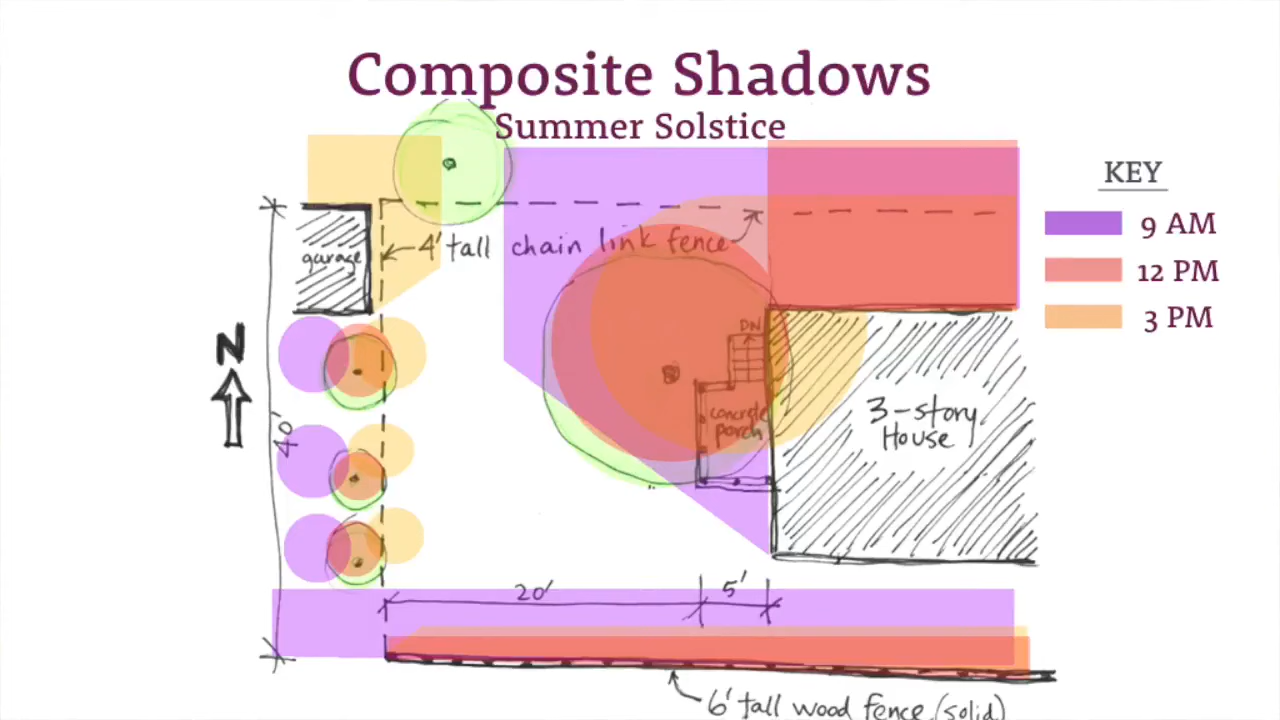 Composite Shadows
Summer Solstice
KEY
9 AM
12 PM
3 PM
4' tall chain link fence
garage
N
40'
DN
concrete
porch
3-story
House
20'
5'
6' tall wood fence (solid)